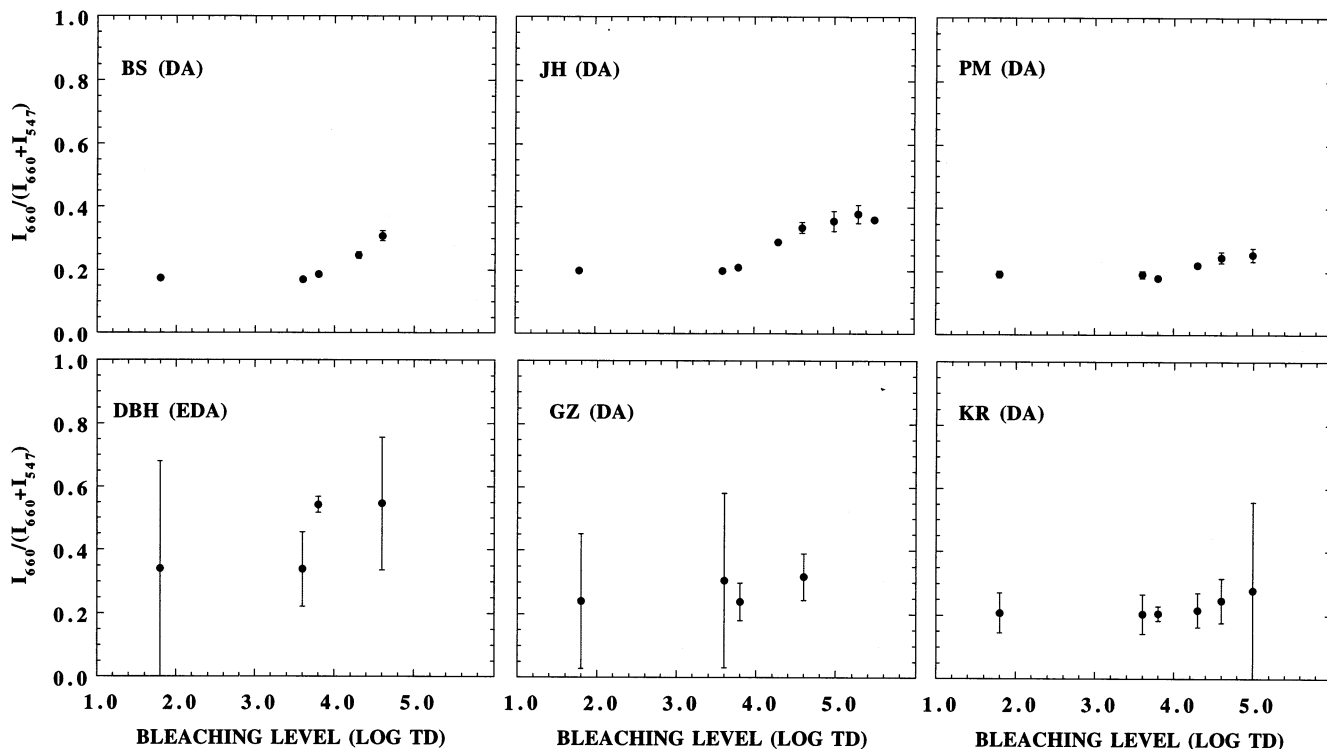 1.0
0.8
0.6
0.4
0.2
0.0
I660/(I660+I547)
BS (DA)
JH (DA)
PM (DA)
1.0
0.8
0.6
0.4
0.2
0.0
I660/(I660+I547)
DBH (EDA)
GZ (DA)
KR (DA)
1.0 2.0 3.0 4.0 5.0
1.0 2.0 3.0 4.0 5.0
1.0 2.0 3.0 4.0 5.0
BLEACHING LEVEL (LOG TD)
BLEACHING LEVEL (LOG TD)
BLEACHING LEVEL (LOG TD)